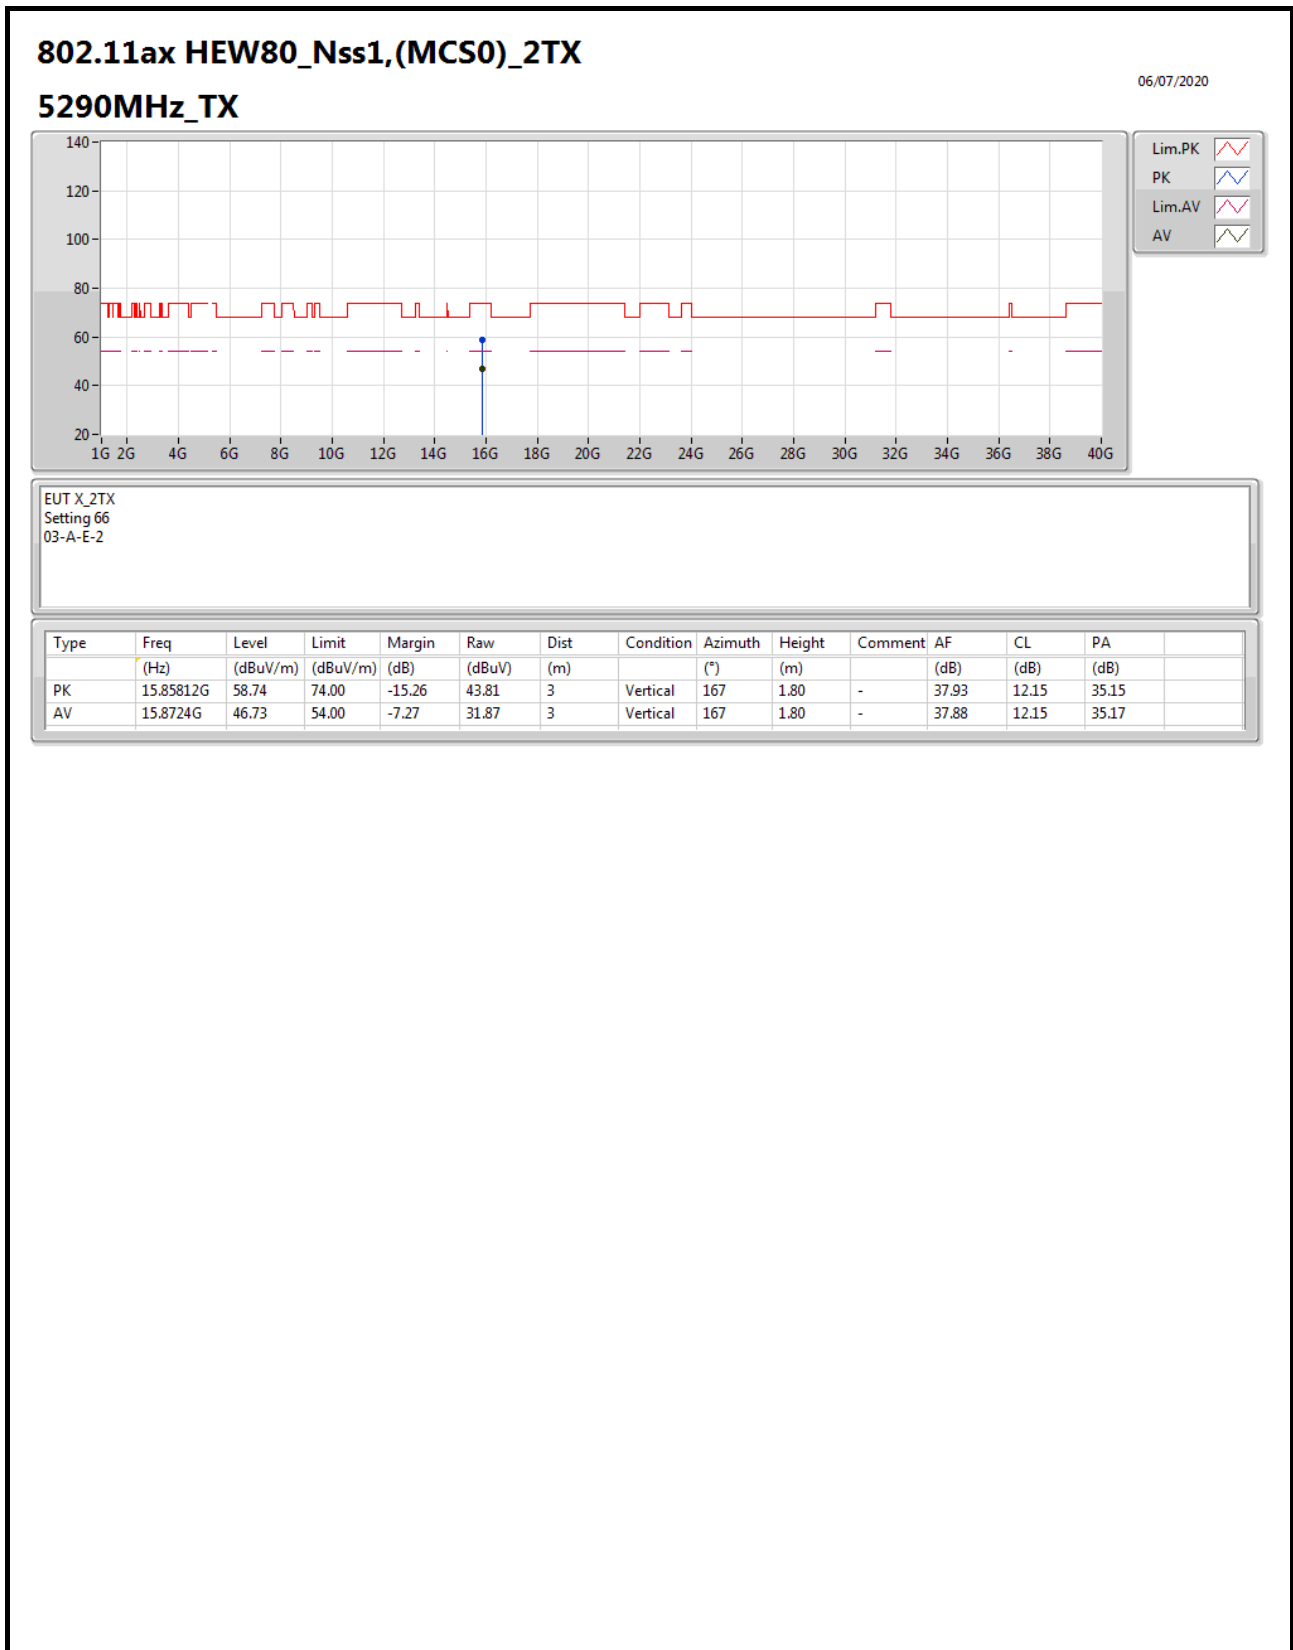 802.11ax HEW80_Nss1,(MCS0)_2TX
06/07/2020
5290MHz_TX
140
120
100
80
60
40
20
1G 2G 4G 6G 8G 10G 12G 14G 16G 18G 20G 22G 24G 26G 28G 30G 32G 34G 36G 38G 40G
Lim.PK
PK
Lim.AV
AV
EUT X_2TX
Setting 66
03-A-E-2
Type Freq Level Limit Margin Raw Dist Condition Azimuth Height Comment AF CL PA
(Hz) (dBuV/m) (dBuV/m) (dB) (dBuV) (m) (°) (m) (dB) (dB) (dB)
PK 15.85812G 58.74 74.00 -15.26 43.81 3 Vertical 167 1.80 - 37.93 12.15 35.15
AV 15.8724G 46.73 54.00 -7.27 31.87 3 Vertical 167 1.80 - 37.88 12.15 35.17